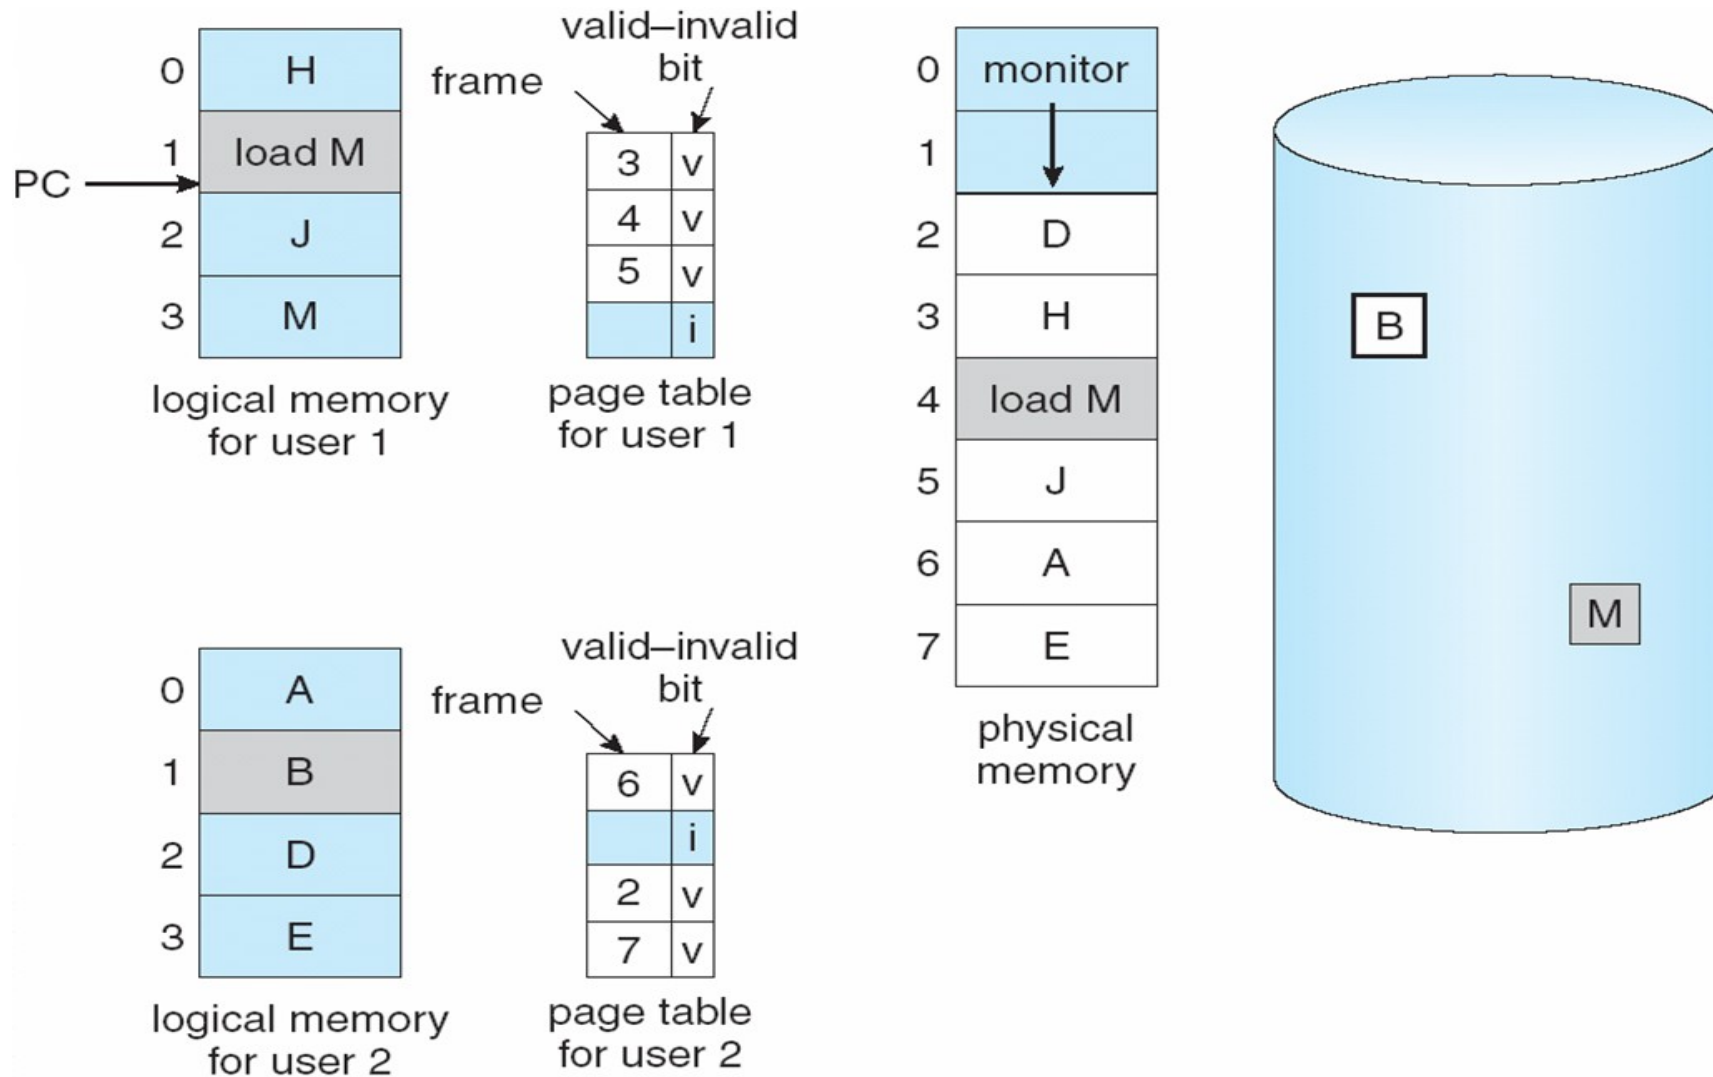 0
H
1
load M
PC
2
J
3
M
logical memory
for user 1
valid–invalid
bit
frame
3 v
4 v
5 v
i
page table
for user 1
0
monitor
1
2
D
3
H
4
load M
5
J
6
A
7
E
physical
memory
B
M
0
A
1
B
2
D
3
E
logical memory
for user 2
valid–invalid
bit
frame
6 v
i
2 v
7 v
page table
for user 2